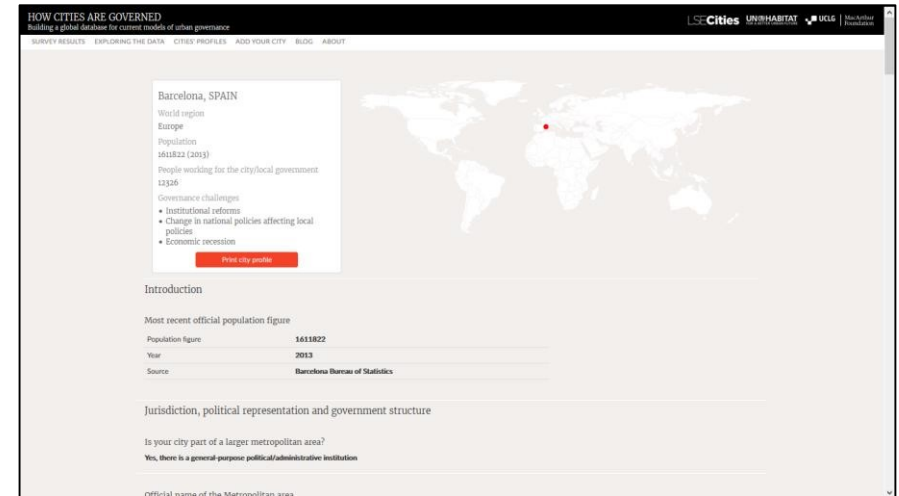 HOW CITIES ARE GOVERNED
Building a global database for current models of urban governance
LSECities UN HABITAT UCLG MacArthur
Foundation
SURVEY RESULTS EXPLORING THE DATA CITIES' PROFILES ADD YOUR CITY BLOG ABOUT
Barcelona, SPAIN
World region
Europe
Population
1611822 (2013)
People working for the city/local government
12326
Governance challenges
• Institutional reforms
• Change in national policies affecting local
policies
• Economic recession
Print city profile
Introduction
Most recent official population figure
Population figure 1611822
Year 2013
Source Barcelona Bureau of Statistics
Jurisdiction, political representation and government structure
Is your city part of a larger metropolitan area?
Yes, there is a general-purpose political/administrative institution
Official name of the Metropolitan area